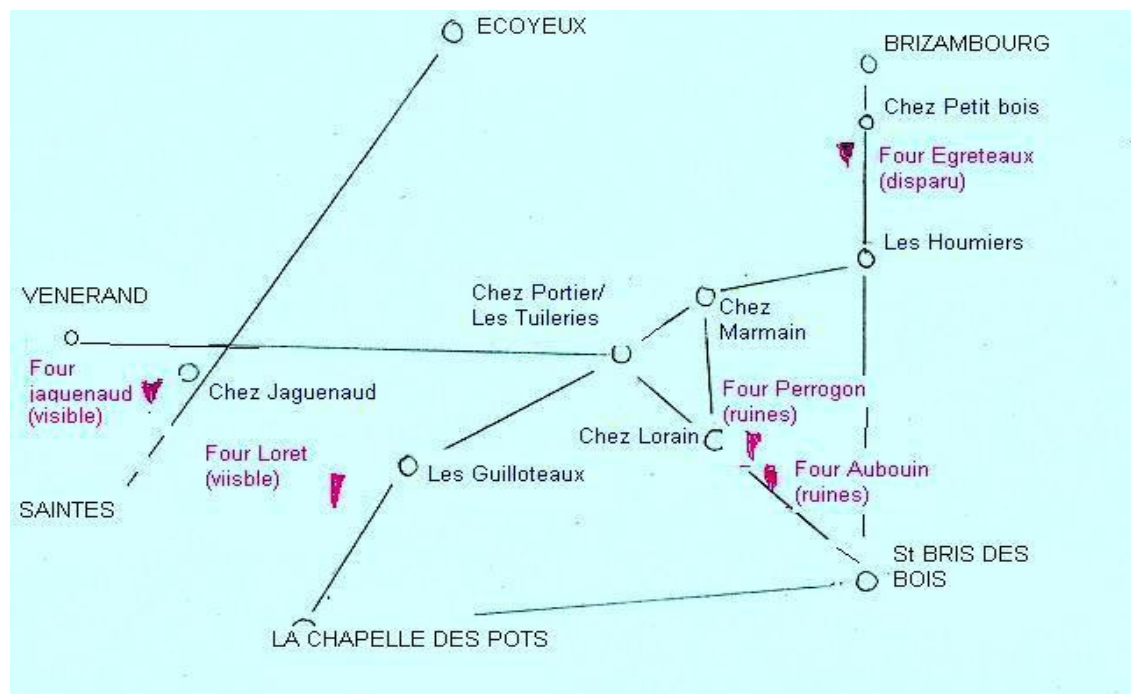 ECOYEUX
BRIZAMBOURG
Chez Petit bois
Four Egreteaux
(disparu)
Les Houmiers
VENERAND
Chez Portier/
Les Tuileries
Chez
Marmain
Four
jaguenaud
(visible)
Chez Jaguenaud
Four Perrogon
(ruines)
Chez Lorain
Four Loret
(viisble)
Les Guilloteaux
Four Aubouin
(ruines)
SAINTES
St BRIS DES
BOIS
LA CHAPELLE DES POTS